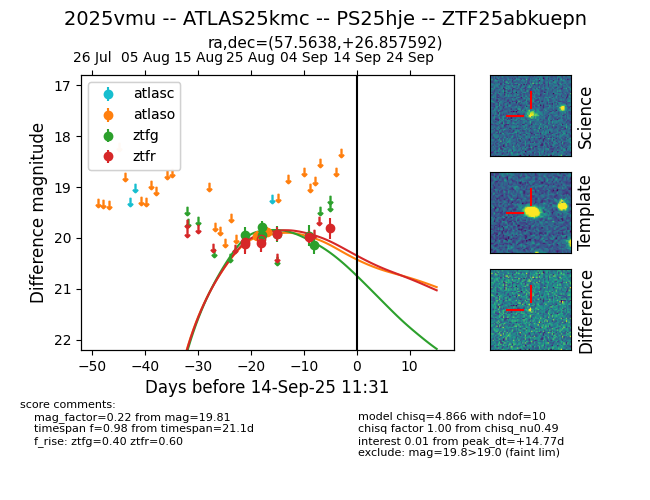 2025vmu -- ATLAS25kmc -- PS25hje -- ZTF25abkuepn
ra,dec=(57.5638,+26.857592)
26 Jul 05 Aug 15 Aug 25 Aug 04 Sep 14 Sep 24 Sep
17
18
19
20
21
22
Difference magnitude
atlasc
atlaso
ztfg
ztfr
−50 −40 −30 −20 −10 0 10
Days before 14-Sep-25 11:31
Science
Template
Difference
score comments:
mag_factor=0.22 from mag=19.81
timespan f=0.98 from timespan=21.1d
f_rise: ztfg=0.40 ztfr=0.60
model chisq=4.866 with ndof=10
chisq factor 1.00 from chisq_nu0.49
interest 0.01 from peak_dt=+14.77d
exclude: mag=19.8>19.0 (faint lim)